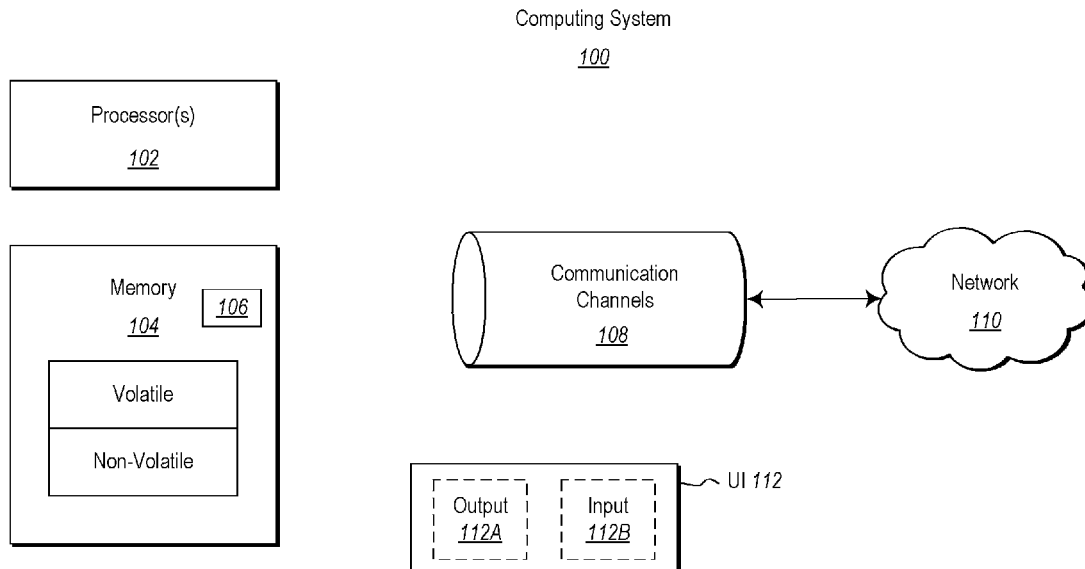 Computing System
100
Processor(s)
102
Memory
104
106
Volatile
Non-Volatile
Communication
Channels
108
Network
110
UI 112
Output
112A
Input
112B